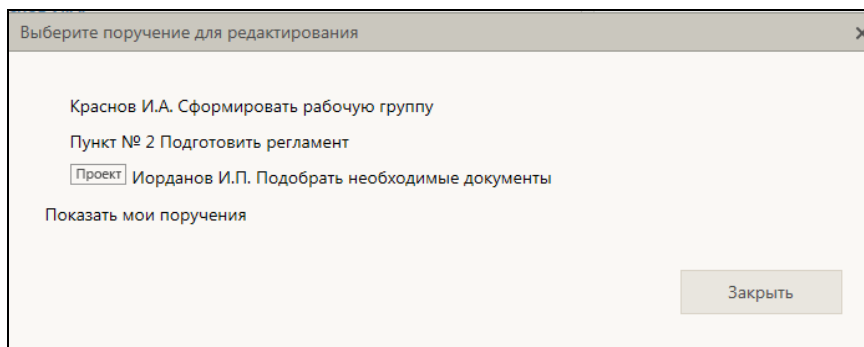 Выберите поручение для редактирования
Краснов И.А. Сформировать рабочую группу
Пункт № 2 Подготовить регламент
Проект Иорданов И.П. Подобрать необходимые документы
Показать мои поручения
Закрыть